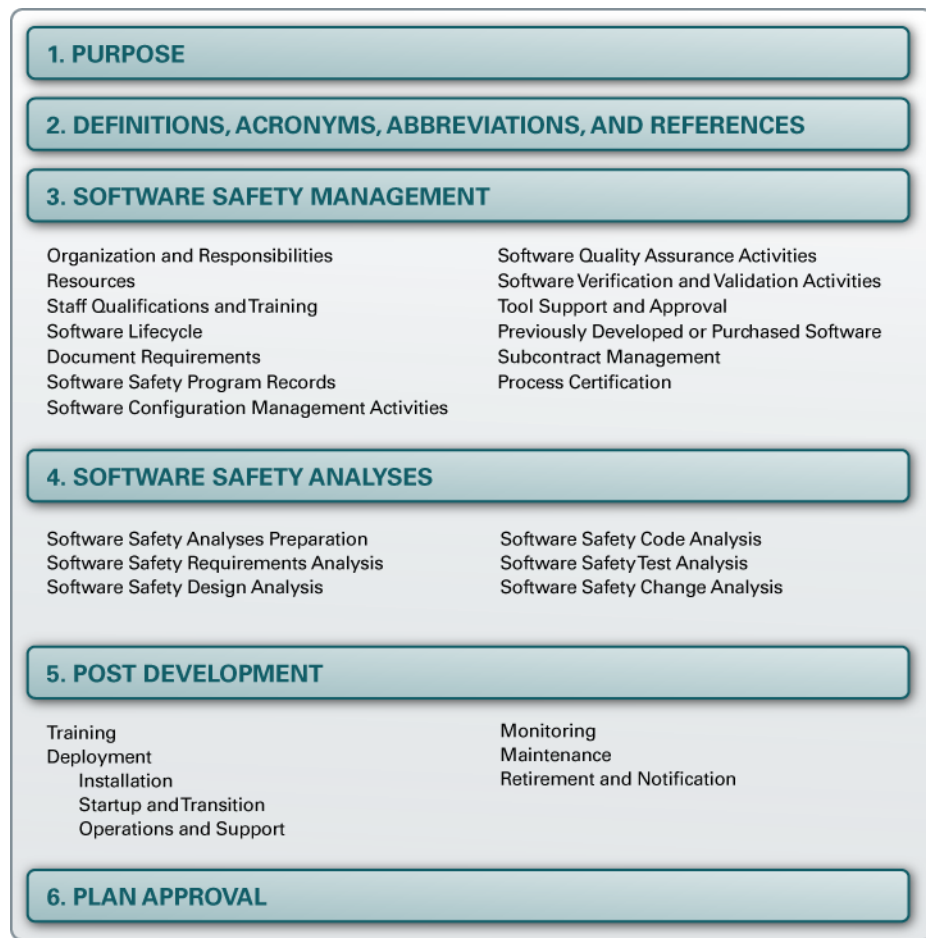 1. PURPOSE
2. DEFINITIONS, ACRONYMS, ABBREVIATIONS, AND REFERENCES
3. SOFTWARE SAFETY MANAGEMENT
Organization and Responsibilities
Resources
Staff Qualifications and Training
Software Lifecycle
Document Requirements
Software Safety Program Records
Software Configuration Management Activities
Software Quality Assurance Activities
Software Verification and Validation Activities
Tool Support and Approval
Previously Developed or Purchased Software
Subcontract Management
Process Certification
4. SOFTWARE SAFETY ANALYSES
Software Safety Analyses Preparation
Software Safety Requirements Analysis
Software Safety Design Analysis
Software Safety Code Analysis
Software Safety Test Analysis
Software Safety Change Analysis
5. POST DEVELOPMENT
Training
Deployment
Installation
Startup and Transition
Operations and Support
Monitoring
Maintenance
Retirement and Notification
6. PLAN APPROVAL